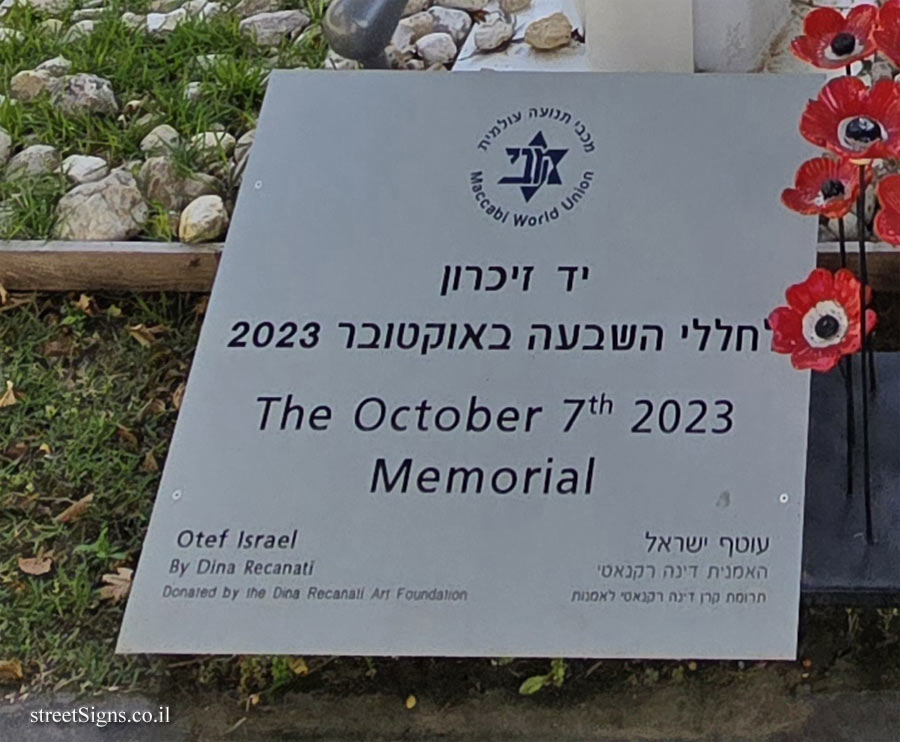 מכבי תנועה עולמית
מכבי
Maccabi World Union
יד זיכרון
לחללי השבעה באוקטובר 2023
The October 7th 2023
Memorial
Otef Israel
By Dina Recanati
Donated by the Dina Recanati Art Foundation
עוטף ישראל
האמנית דינה רקנאטי
תרומת קרן דינה רקנאטי לאמנות
streetSigns.co.il